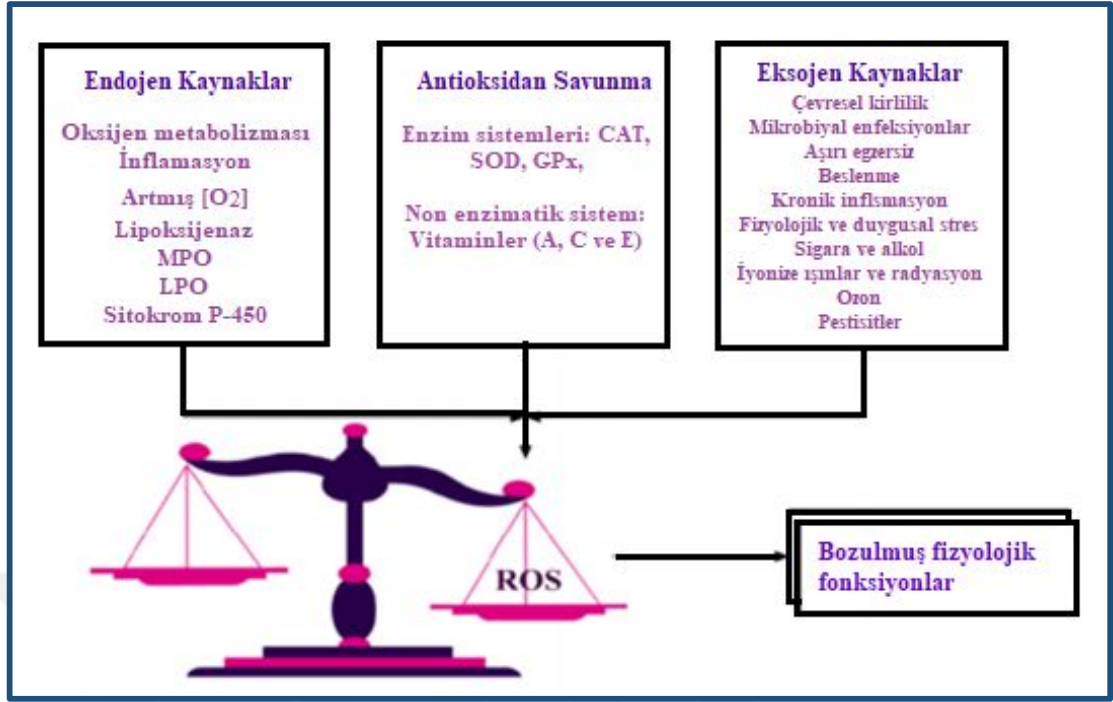 Endojen Kaynaklar
Oksijen metabolizması
İnflamasyon
Artmış [O2]
Lipoksijenaz
MPO
LPO
Sitokrom P-450
Antioksidan Savunma
Enzim sistemleri: CAT,
SOD, GPx,
Non enzimatik sistem:
Vitaminler (A, C ve E)
Eksojen Kaynaklar
Çevresel kirlilik
Mikrobiyal enfeksiyonlar
Aşırı egzersiz
Beslenme
Kronik inflsmasyon
Fizyolojik ve duygusal stres
Sigara ve alkol
İyonize ışınlar ve radyasyon
Ozon
Pestisitler
ROS
Bozulmuş fizyolojik
fonksiyonlar